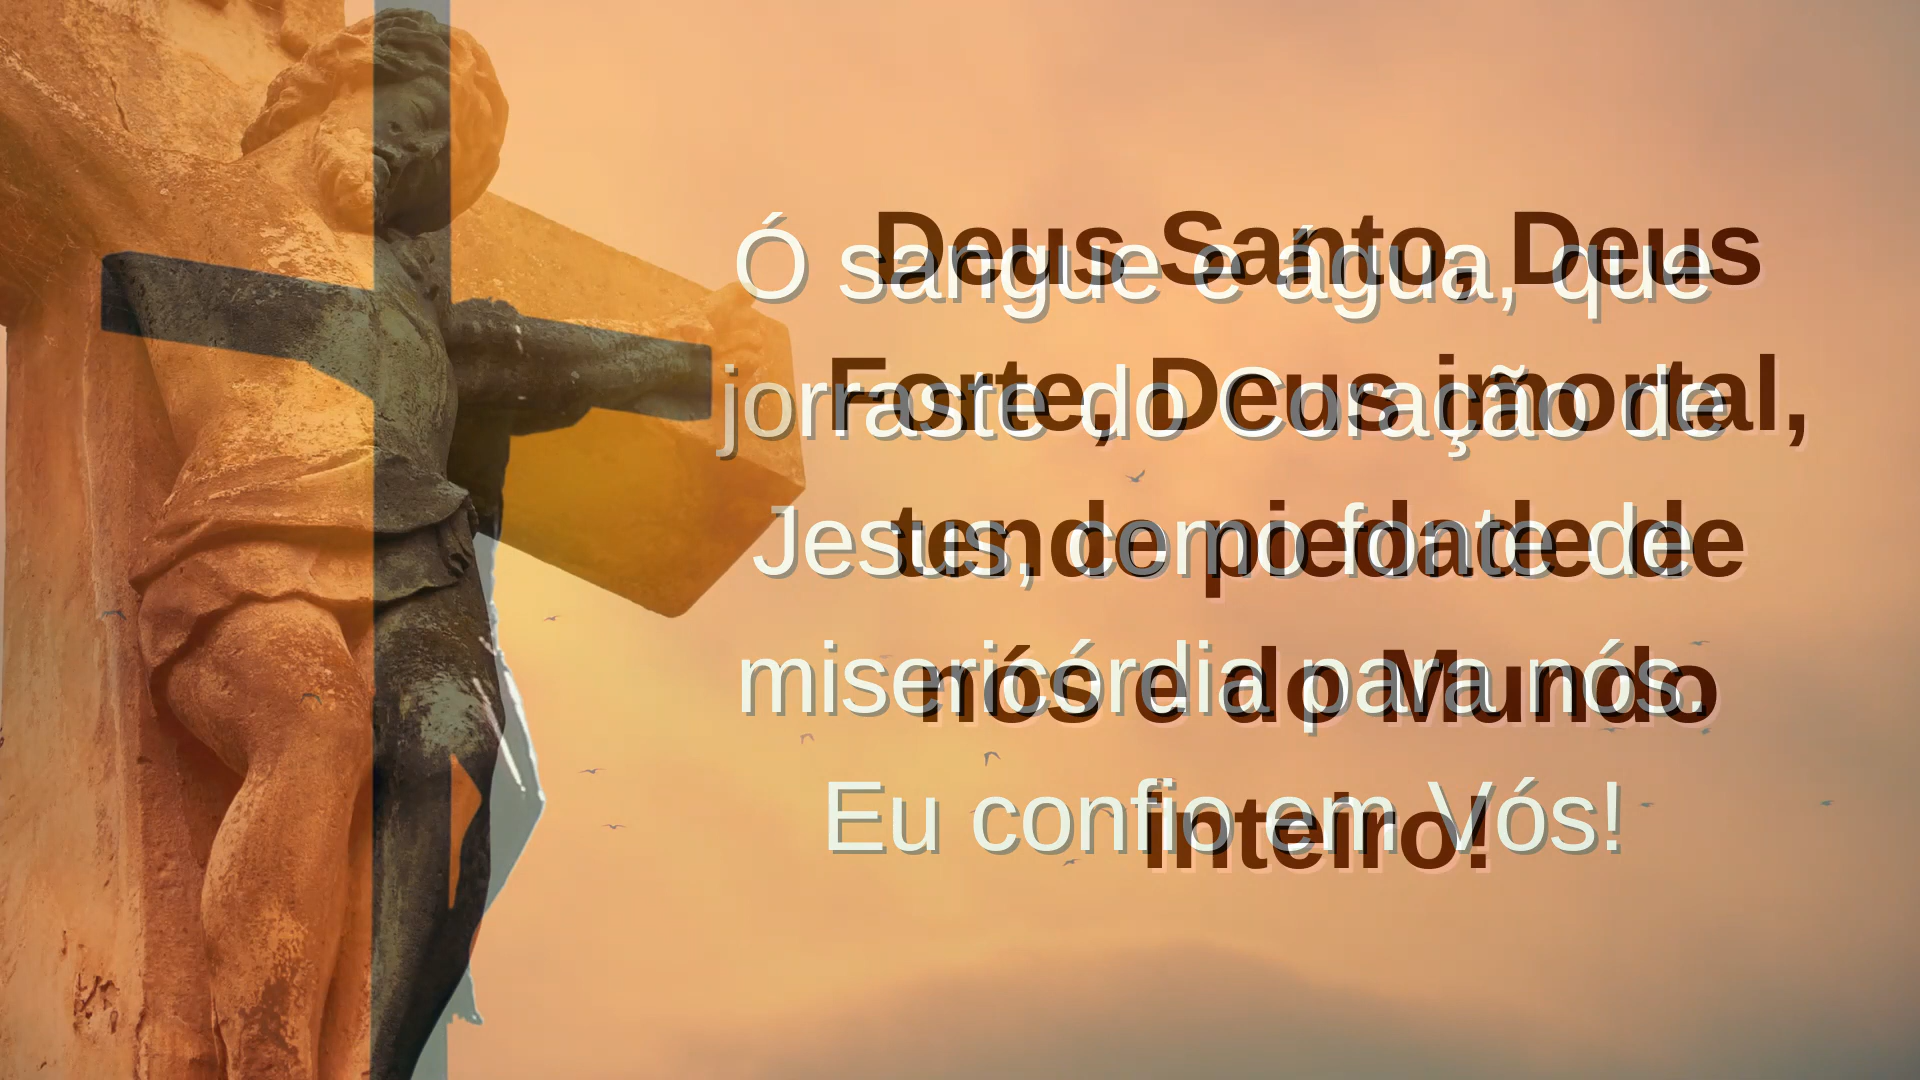 Deus Santo, Deus
Forte, Deus imortal,
tende piedade de
nós e do Mundo
inteiro!
Ó sangue e água, que
jorraste do Coração de
Jesus, como fonte de
misericórdia para nós.
Eu confio em Vós!